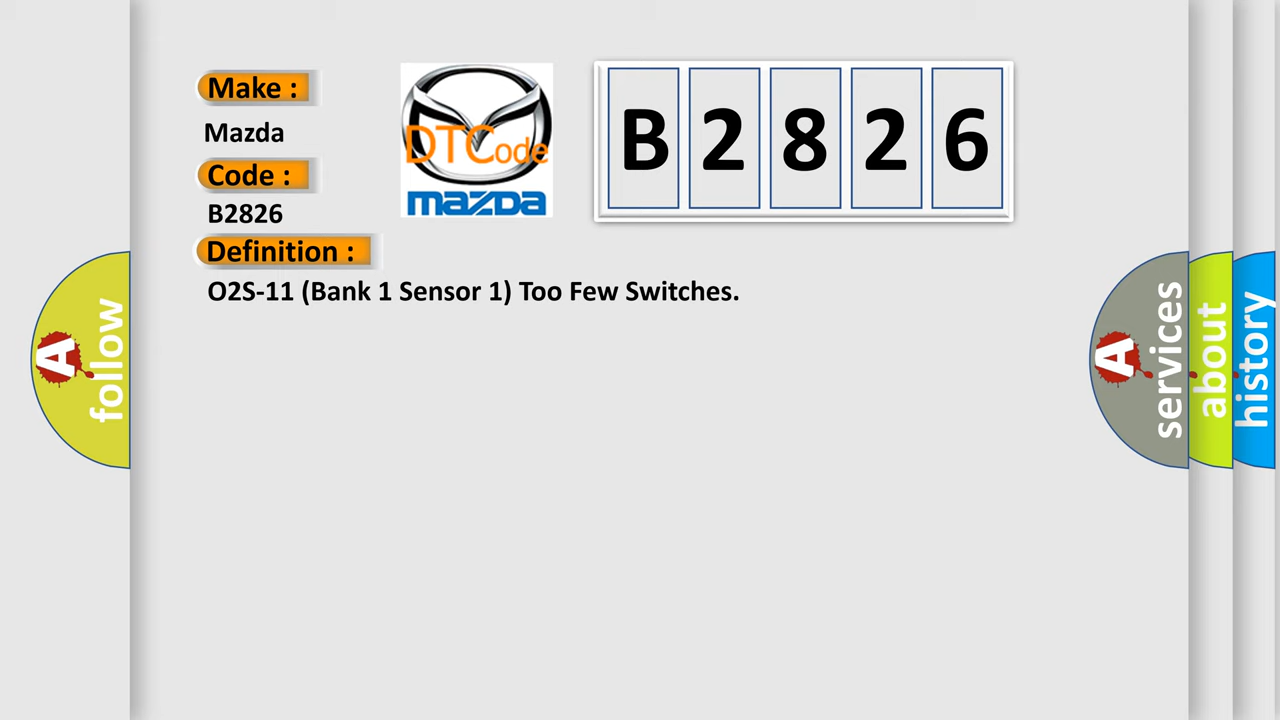 Make :
Mazda
Code :
B2826
Definition :
O2S-11 (Bank 1 Sensor 1) Too Few Switches.
DTCode
mazda
B 2 8 2 6
A follow
A services
about
history